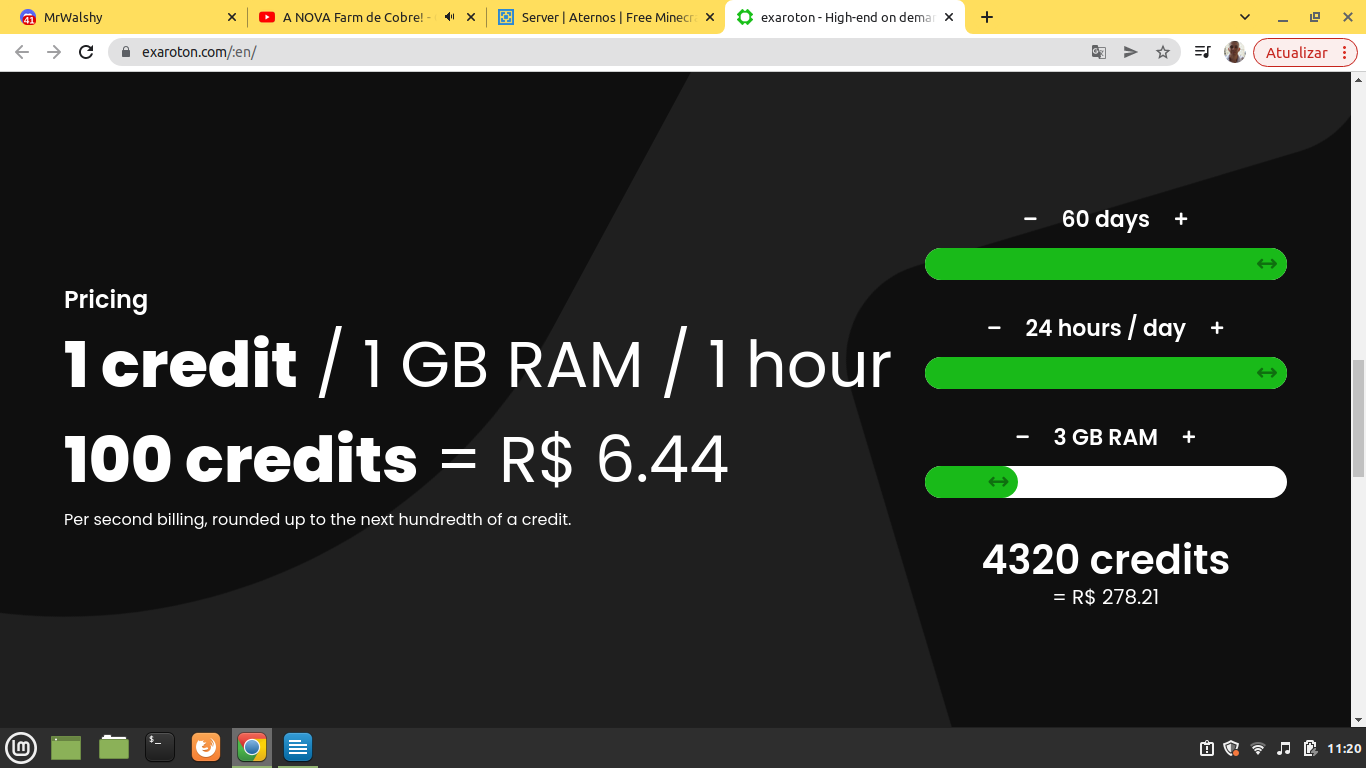 MrWalshy
A NOVA Farm de Cobre! -
Server | Aternos | Free Minecra
exaroton - High-end on dema
exaroton.com/:en/
Atualizar
60 days
24 hours / day
3 GB RAM
4320 credits
= R$ 278.21
Pricing
1 credit / 1 GB RAM / 1 hour
100 credits = R$ 6.44
Per second billing, rounded up to the next hundredth of a credit.
11:20